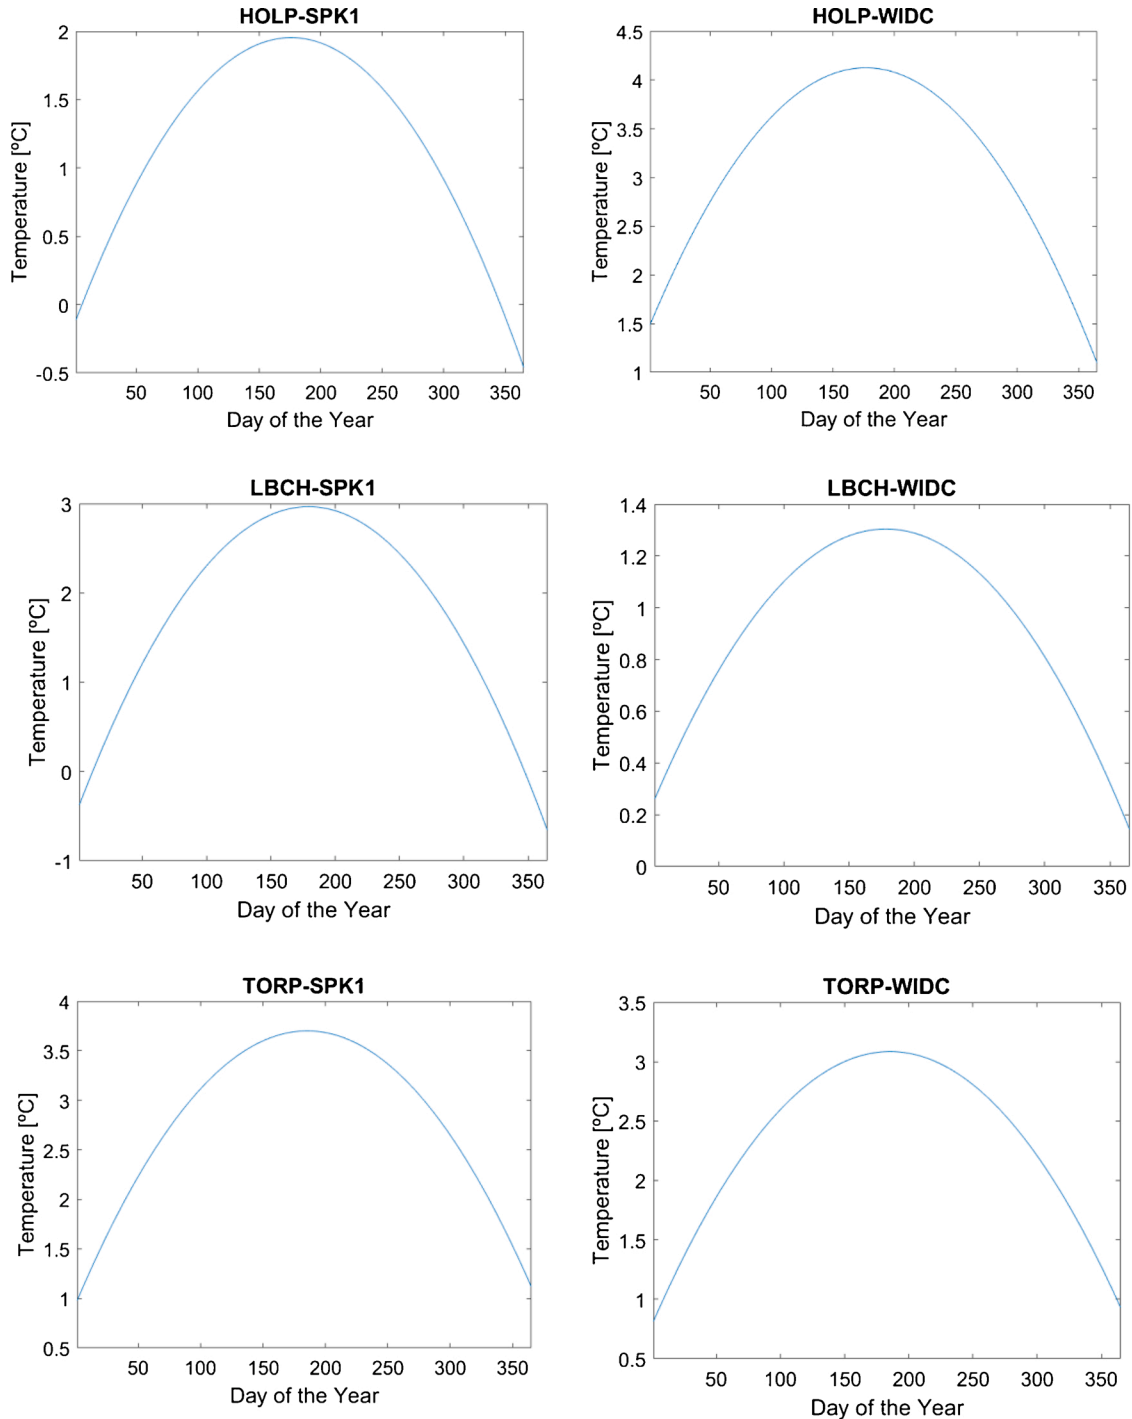 HOLP-SPK1
2
1.5
1
0.5
0
-0.5
Temperature [ºC]
50 100 150 200 250 300 350
Day of the Year
HOLP-WIDC
4.5
4
3.5
3
2.5
2
1.5
1
Temperature [ºC]
50 100 150 200 250 300 350
Day of the Year
LBCH-SPK1
3
2
1
0
-1
Temperature [ºC]
50 100 150 200 250 300 350
Day of the Year
LBCH-WIDC
1.4
1.2
1
0.8
0.6
0.4
0.2
0
Temperature [ºC]
50 100 150 200 250 300 350
Day of the Year
TORP-SPK1
4
3.5
3
2.5
2
1.5
1
0.5
Temperature [ºC]
50 100 150 200 250 300 350
Day of the Year
TORP-WIDC
3.5
3
2.5
2
1.5
1
0.5
Temperature [ºC]
50 100 150 200 250 300 350
Day of the Year